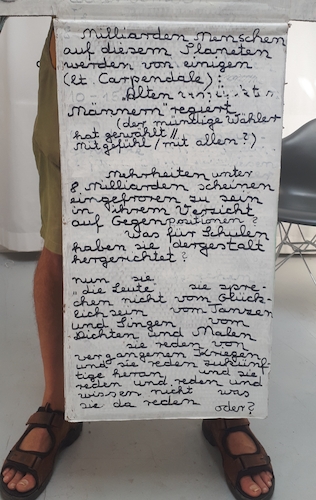 Milliarden Menschen
auf diesem Planeten
werden von einigen
(lt Carpendale):
"Alten
Männern" regiert
(der mündige Wähler
hat gewählt!!
Mitgefühl/mit allen?)
Mehrheiten unter
8 Milliarden scheinen
eingefroren zu sein
in ihrem Verzicht
auf Gegenpositionen?
Was für Schulen
haben sie dergestalt
hergerichtet?
nun sie
"die Leute" sie spre-
chen nicht vom Glück-
lichsein vom Tanzen
und Singen vom
Dichten und Malen
sie reden von
vergangenen Kriegen
und sie reden zukünf-
tige heran und sie
reden und reden und
wissen nicht was
sie da reden oder?